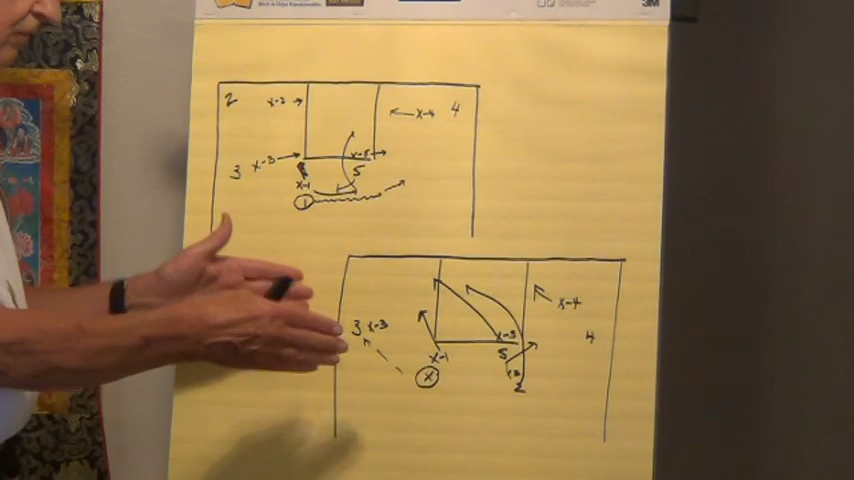 3M
2 x-2 x-4 4
3 x-3 x-5
5
x-1
1
x-4
3 x-3 x-5 4
x-1 5
x
2